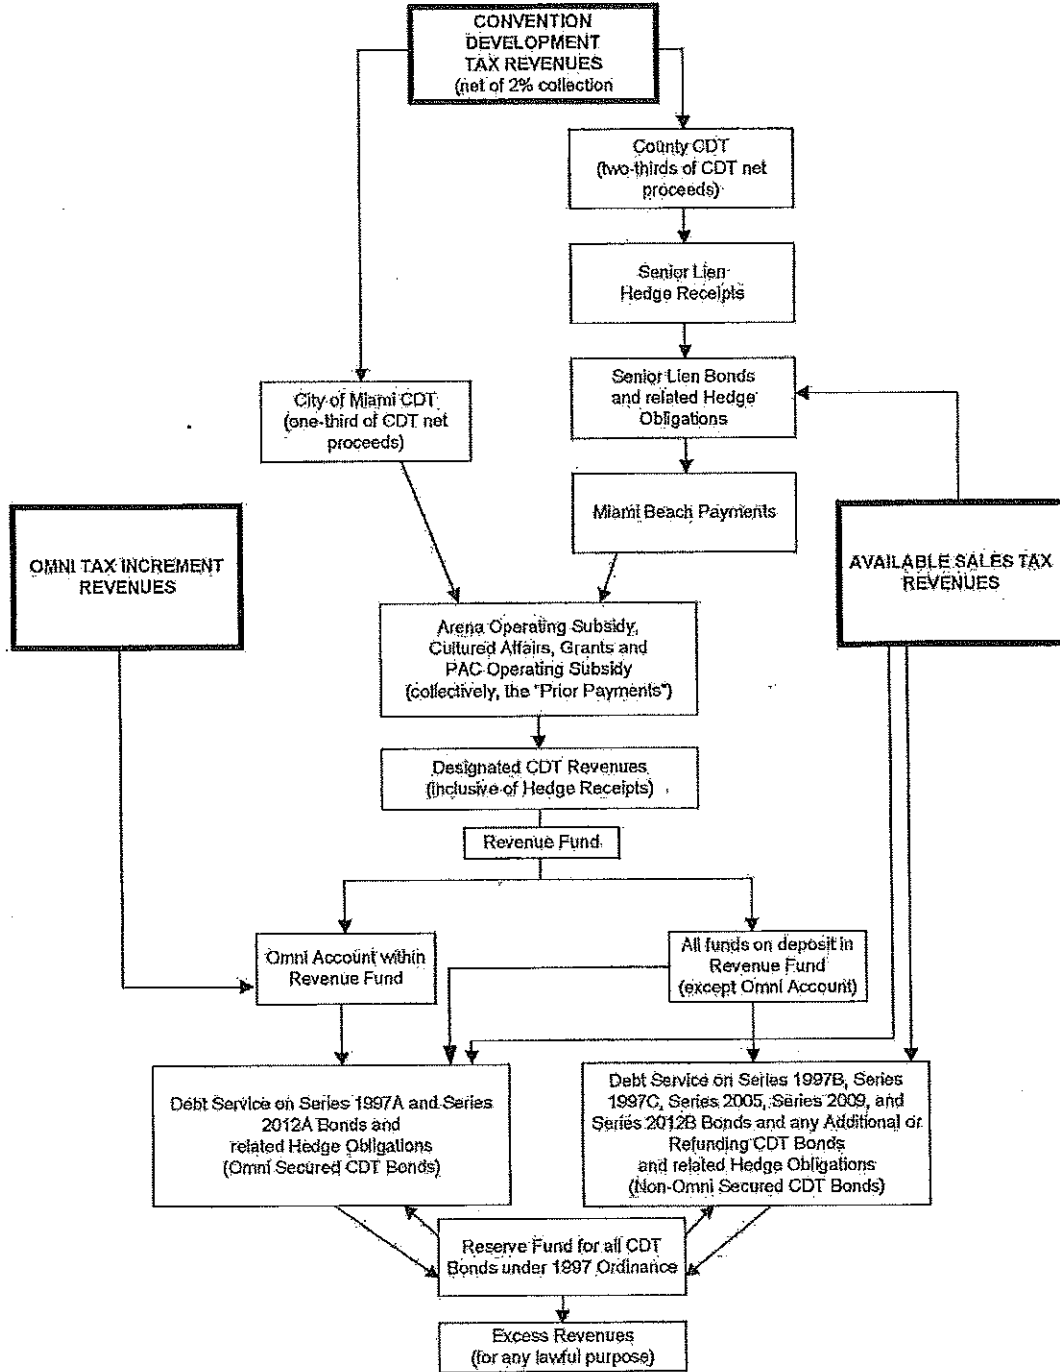 CONVENTION
DEVELOPMENT
TAX REVENUES
(net of 2% collection
County CDT
(two-thirds of CDT net
proceeds)
Senior Lien
Hedge Receipts
Senior Lien Bonds
and related Hedge
Obligations
City of Miami CDT
(one-third of CDT net
proceeds)
Miami Beach Payments
OMNI TAX INCREMENT
REVENUES
AVAILABLE SALES TAX
REVENUES
Arena Operating Subsidy,
Cultured Affairs, Grants and
PAC Operating Subsidy
(collectively, the "Prior Payments")
Designated CDT Revenues
(inclusive of Hedge Receipts)
Revenue Fund
Omni Account within
Revenue Fund
All funds on deposit in
Revenue Fund
(except Omni Account)
Debt Service on Series 1997A and Series
2012A Bonds and
related Hedge Obligations
(Omni Secured CDT Bonds)
Debt Service on Series 1997B, Series
1997C, Series 2005, Series 2009, and
Series 2012B Bonds and any Additional or
Refunding CDT Bonds
and related Hedge Obligations
(Non-Omni Secured CDT Bonds)
Reserve Fund for all CDT
Bonds under 1997 Ordinance
Excess Revenues
(for any lawful purpose)